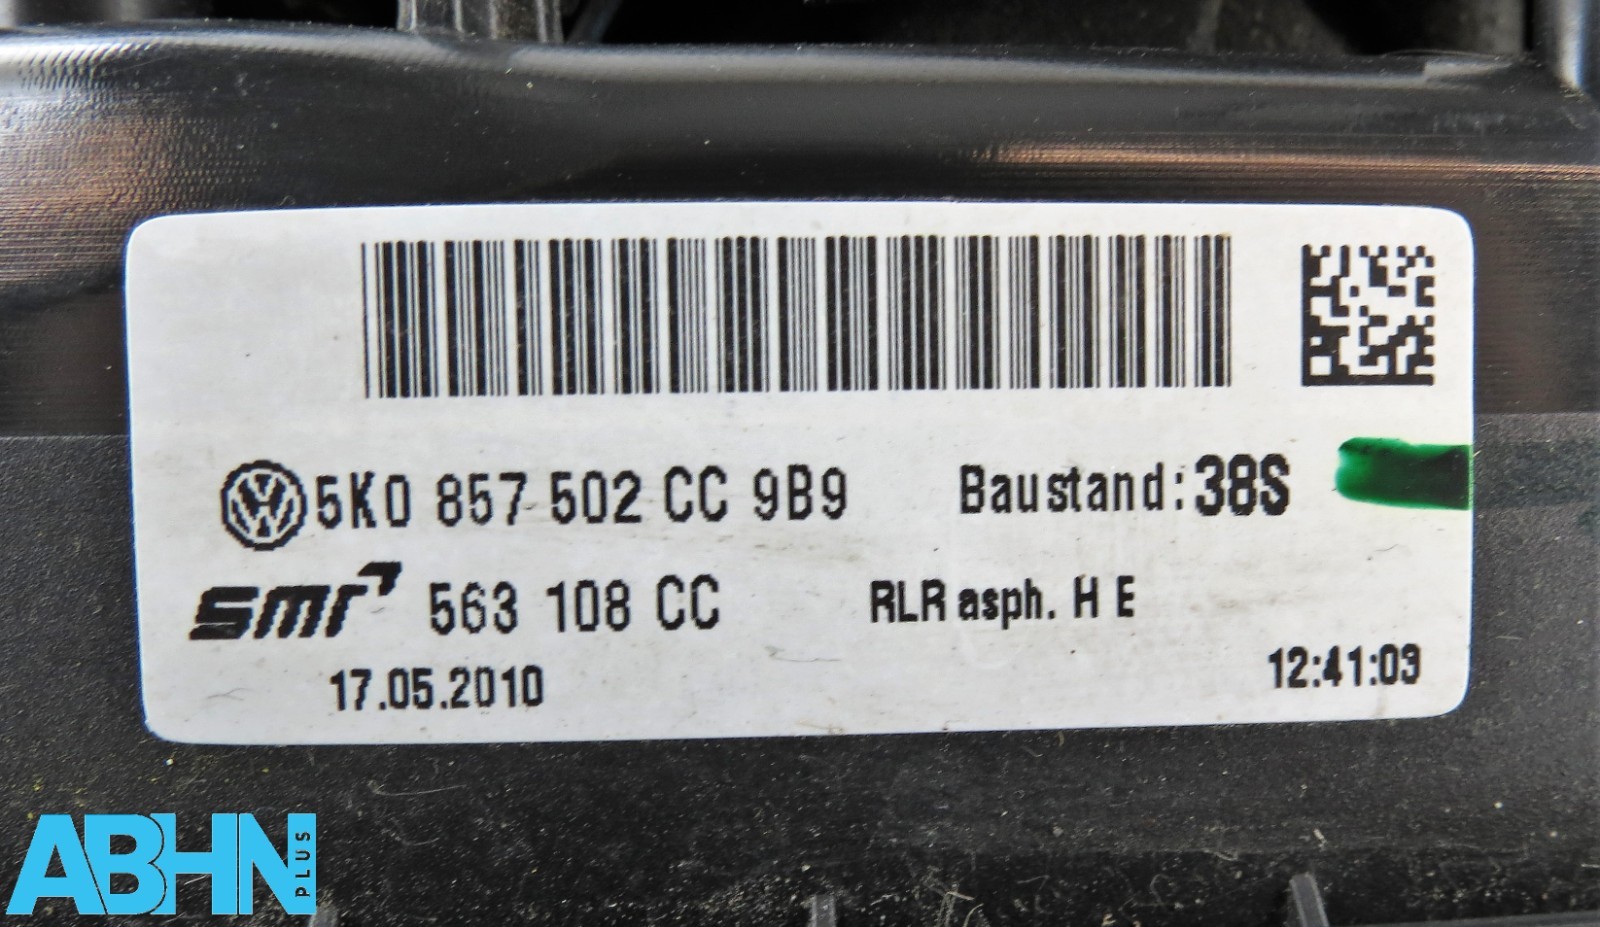 5K0 857 502 CC 9B9 Baustand:38S
smr 563 108 CC RLR asph. H E
17.05.2010 12:41:03
ABHN PLUS